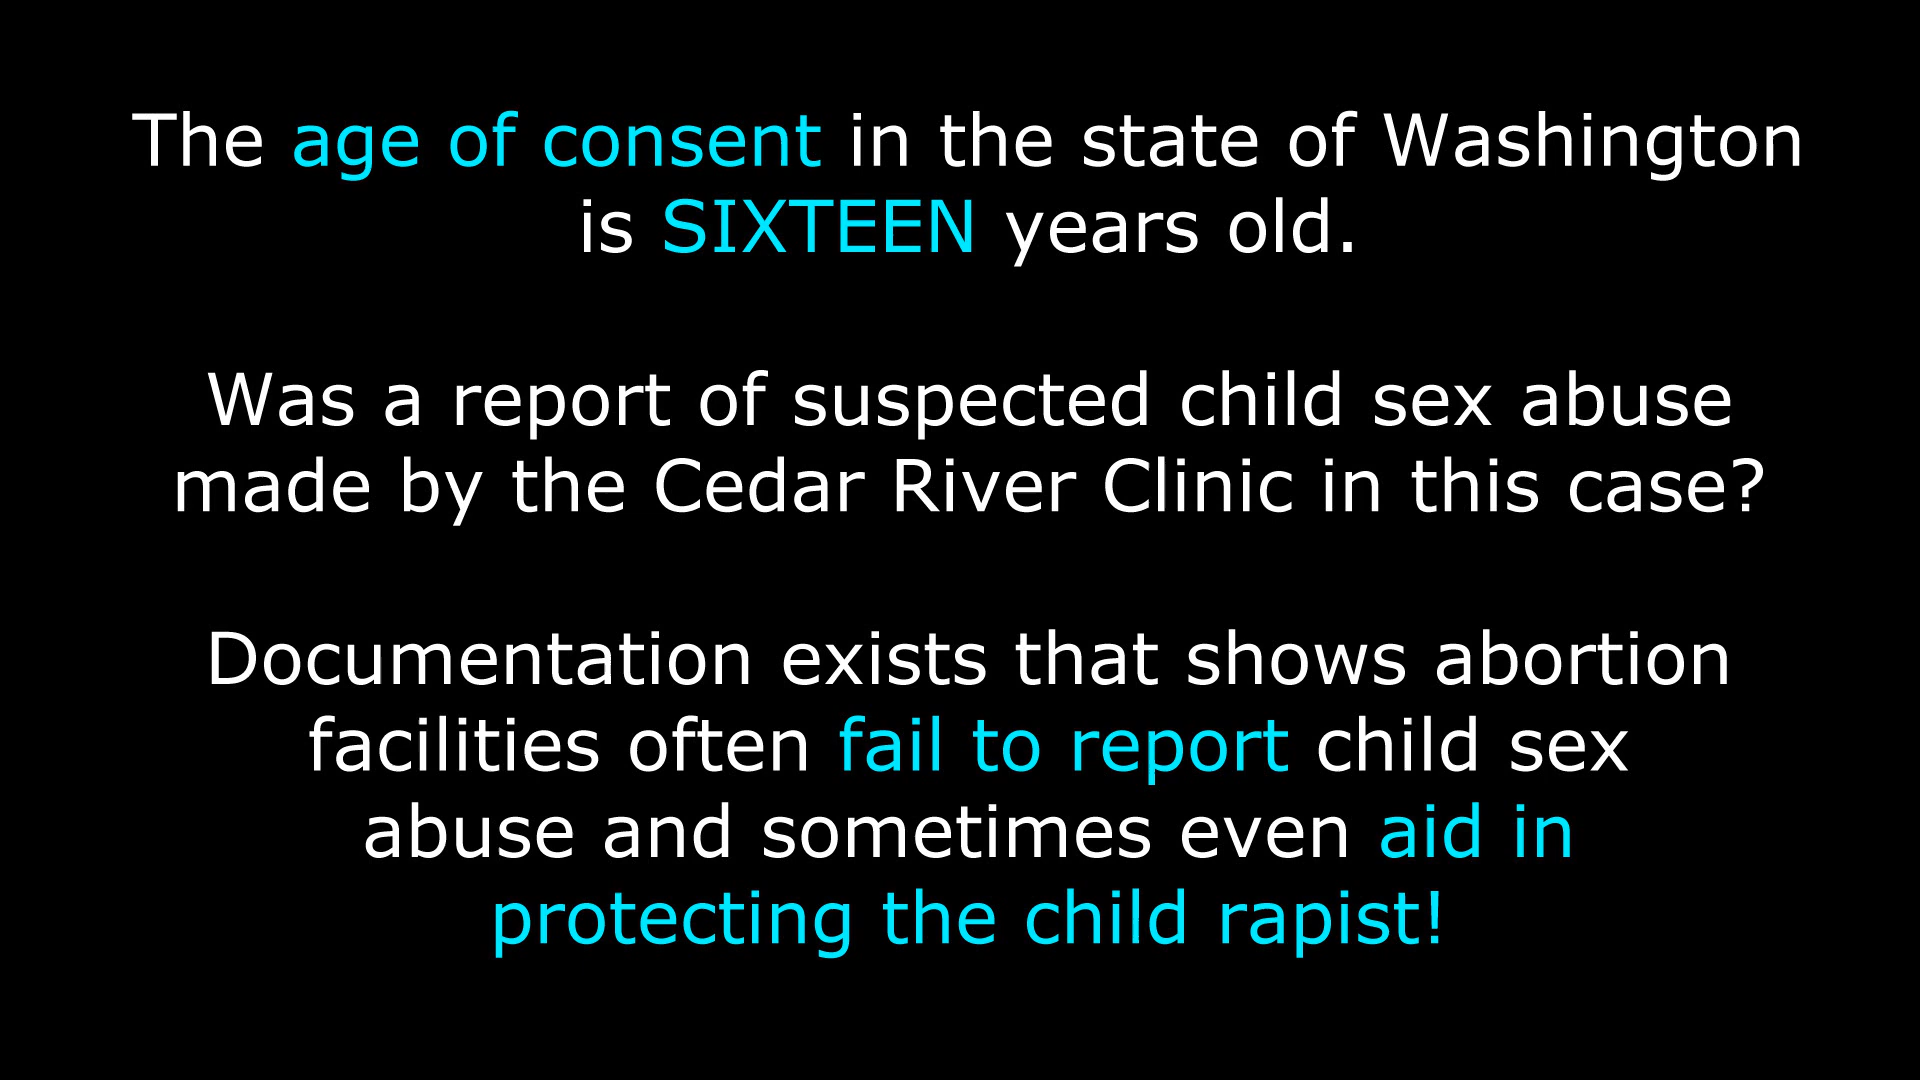 The age of consent in the state of Washington
is SIXTEEN years old.
Was a report of suspected child sex abuse
made by the Cedar River Clinic in this case?
Documentation exists that shows abortion
facilities often fail to report child sex
abuse and sometimes even aid in
protecting the child rapist!